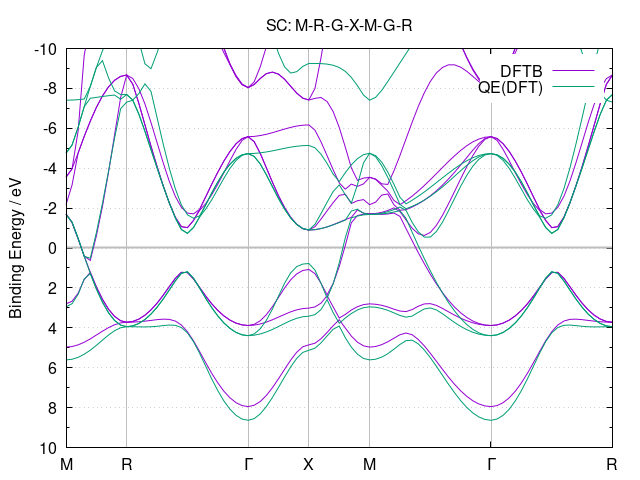 SC: M-R-G-X-M-G-R
DFTB
QE(DFT)
Binding Energy / eV
-10
-8
-6
-4
-2
0
2
4
6
8
10
M R Γ X M Γ R